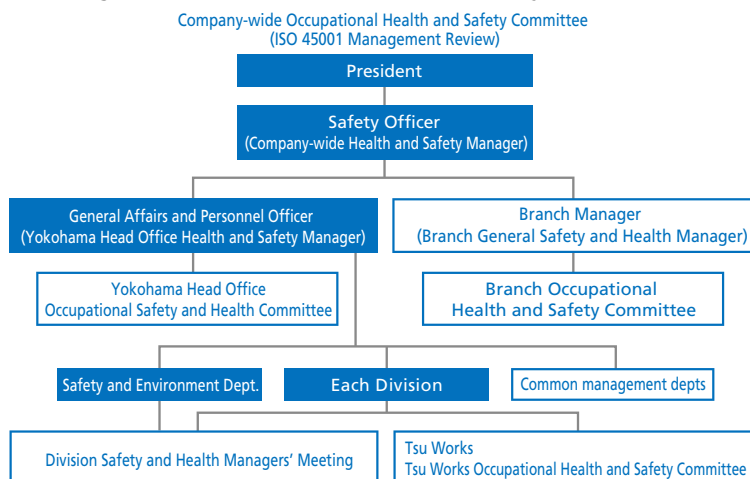 Company-wide Occupational Health and Safety Committee
(ISO 45001 Management Review)
President
Safety Officer
(Company-wide Health and Safety Manager)
General Affairs and Personnel Officer
(Yokohama Head Office Health and Safety Manager)
Branch Manager
(Branch General Safety and Health Manager)
Yokohama Head Office
Occupational Safety and Health Committee
Branch Occupational
Health and Safety Committee
Safety and Environment Dept.
Each Division
Common management depts
Division Safety and Health Managers' Meeting
Tsu Works
Tsu Works Occupational Health and Safety Committee